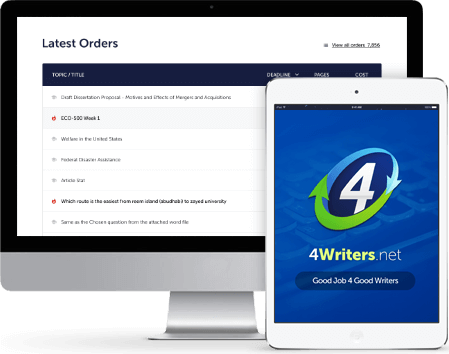 Latest Orders
View all orders 7,856
TOPIC / TITLE DEADLINE PAGES COST
Draft Dissertation Proposal - Motives and Effects of Mergers and Acquisitions
ECO-500 Week 1
Welfare in the United States
Federal Disaster Assistance
Article Star
Which route is the easiest from reem island (abudhabi) to zayed university
Same as the Chosen question from the attached word file
4
4Writers.net
Good Job 4 Good Writers